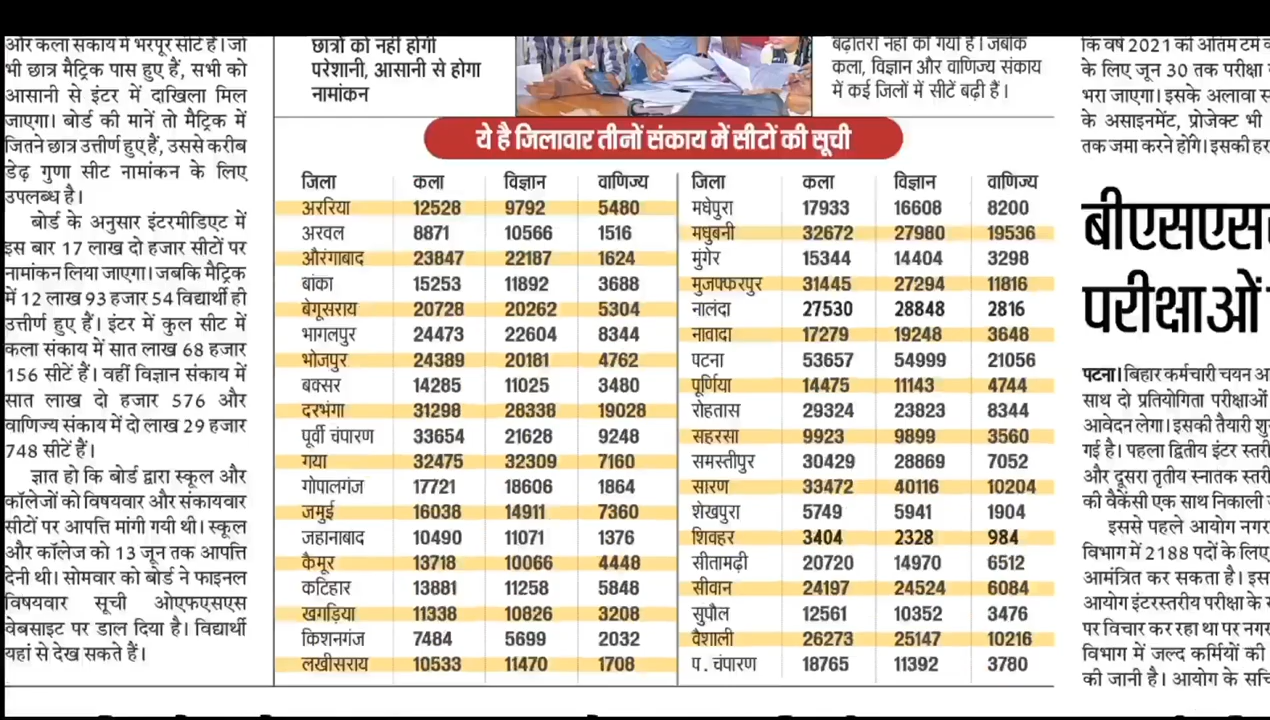 और कला संकाय में भरपूर सीटें हैं। जो
भी छात्र मैट्रिक पास हुए हैं, सभी को
आसानी से इंटर में दाखिला मिल
जाएगा। बोर्ड की मानें तो मैट्रिक में
जितने छात्र उत्तीर्ण हुए हैं, उससे करीब
डेढ़ गुणा सीट नामांकन के लिए
उपलब्ध है।
बोर्ड के अनुसार इंटरमीडिएट में
इस बार 17 लाख दो हजार सीटों पर
नामांकन लिया जाएगा। जबकि मैट्रिक
में 12 लाख 93 हजार 54 विद्यार्थी ही
उत्तीर्ण हुए हैं। इंटर में कुल सीट में
कला संकाय में सात लाख 68 हजार
156 सीटें हैं। वहीं विज्ञान संकाय में
सात लाख दो हजार 576 और
वाणिज्य संकाय में दो लाख 29 हजार
748 सीटें हैं।
ज्ञात हो कि बोर्ड द्वारा स्कूल और
कॉलेजों को विषयवार और संकायवार
सीटों पर आपत्ति मांगी गयी थी। स्कूल
और कॉलेज को 13 जून तक आपत्ति
देनी थी। सोमवार को बोर्ड ने फाइनल
विषयवार सूची ओएफएसएस
वेबसाइट पर डाल दिया है। विद्यार्थी
यहां से देख सकते हैं।
छात्रों को नहीं होगी
परेशानी, आसानी से होगा
नामांकन
बढ़ोतरी नहीं की गयी है। जबकि
कला, विज्ञान और वाणिज्य संकाय
में कई जिलों में सीटें बढ़ी हैं।
ये है जिलावार तीनों संकाय में सीटों की सूची
जिला कला विज्ञान वाणिज्य
अररिया 12528 9792 5480
अरवल 8871 10566 1516
औरंगाबाद 23847 22187 1624
बांका 15253 11892 3688
बेगूसराय 20728 20262 5304
भागलपुर 24473 22604 8344
भोजपुर 24389 20181 4762
बक्सर 14285 11025 3480
दरभंगा 31298 28338 19028
पूर्वी चंपारण 33654 21628 9248
गया 32475 32309 7160
गोपालगंज 17721 18606 1864
जमुई 16038 14911 7360
जहानाबाद 10490 11071 1376
कैमूर 13718 10066 4448
कटिहार 13881 11258 5848
खगड़िया 11338 10826 3208
किशनगंज 7484 5699 2032
लखीसराय 10533 11470 1708
जिला कला विज्ञान वाणिज्य
मधेपुरा 17933 16608 8200
मधुबनी 32672 27980 19536
मुंगेर 15344 14404 3298
मुजफ्फरपुर 31445 27294 11816
नालंदा 27530 28848 2816
नावादा 17279 19248 3648
पटना 53657 54999 21056
पूर्णिया 14475 11143 4744
रोहतास 29324 23823 8344
सहरसा 9923 9899 3560
समस्तीपुर 30429 28869 7052
सारण 33472 40116 10204
शेखपुरा 5749 5941 1904
शिवहर 3404 2328 984
सीतामढ़ी 20720 14970 6512
सीवान 24197 24524 6084
सुपौल 12561 10352 3476
वैशाली 26273 25147 10216
प. चंपारण 18765 11392 3780
कि वर्ष 2021 की अंतिम टर्म
के लिए जून 30 तक परीक्षा
भरा जाएगा। इसके अलावा
के असाइनमेंट, प्रोजेक्ट भी
तक जमा करने होंगे। इसकी
बीएसएस
परीक्षाओं
पटना। बिहार कर्मचारी चयन
साथ दो प्रतियोगिता परीक्षाओं
आवेदन लेगा। इसकी तैयारी
गई है। पहला द्वितीय इंटर
और दूसरा तृतीय स्नातक
की वैकेंसी एक साथ निकाली
इससे पहले आयोग नगर
विभाग में 2188 पदों के लिए
आमंत्रित कर सकता है।
आयोग इंटरस्तरीय परीक्षा के
पर विचार कर रहा था पर नगर
विभाग में जल्द कर्मियों की
की जानी है। आयोग के